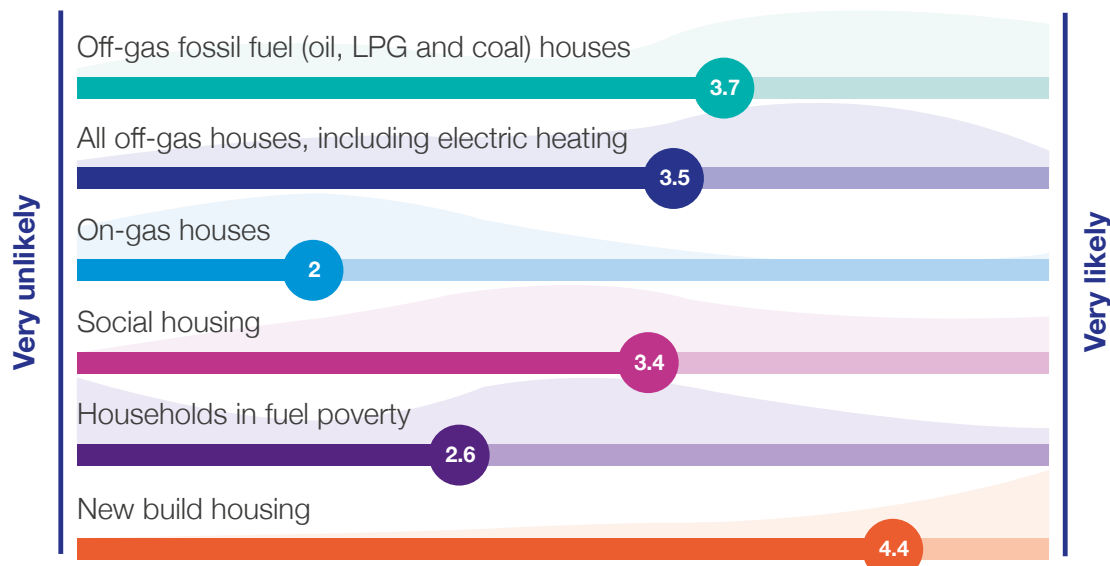 Very unlikely
Off-gas fossil fuel (oil, LPG and coal) houses
3.7
All off-gas houses, including electric heating
3.5
On-gas houses
2
Social housing
3.4
Households in fuel poverty
2.6
New build housing
4.4
Very likely